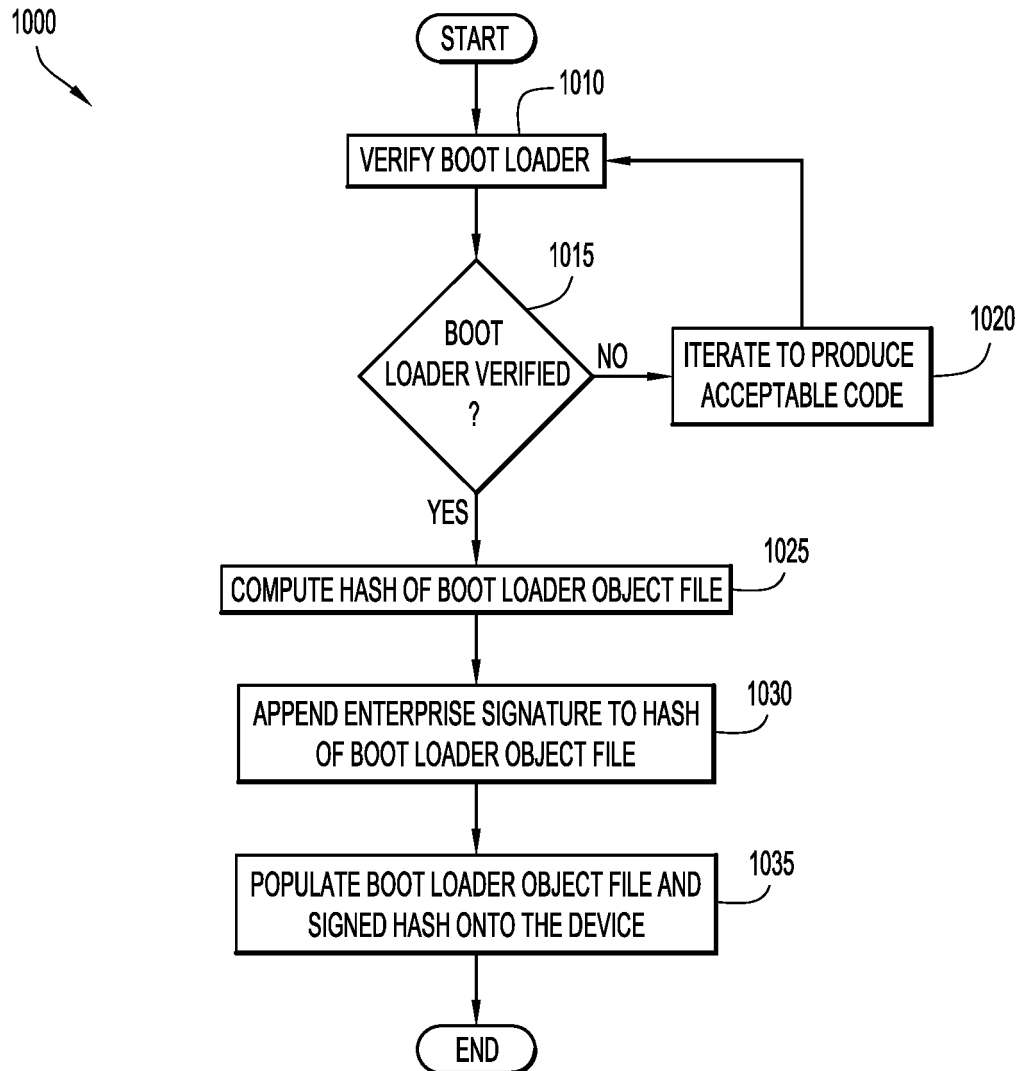 1000
START
1010
VERIFY BOOT LOADER
1015
BOOT
LOADER VERIFIED
?
NO
1020
ITERATE TO PRODUCE
ACCEPTABLE CODE
YES
1025
COMPUTE HASH OF BOOT LOADER OBJECT FILE
1030
APPEND ENTERPRISE SIGNATURE TO HASH
OF BOOT LOADER OBJECT FILE
1035
POPULATE BOOT LOADER OBJECT FILE AND
SIGNED HASH ONTO THE DEVICE
END